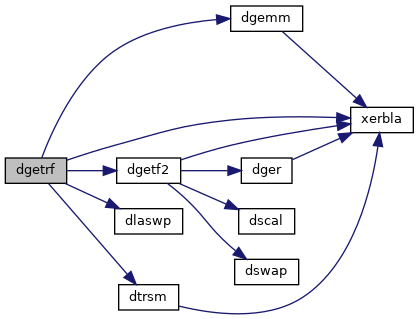 dgemm
xerbla
dgetrf
dgetf2
dger
dlaswp
dscal
dswap
dtrsm